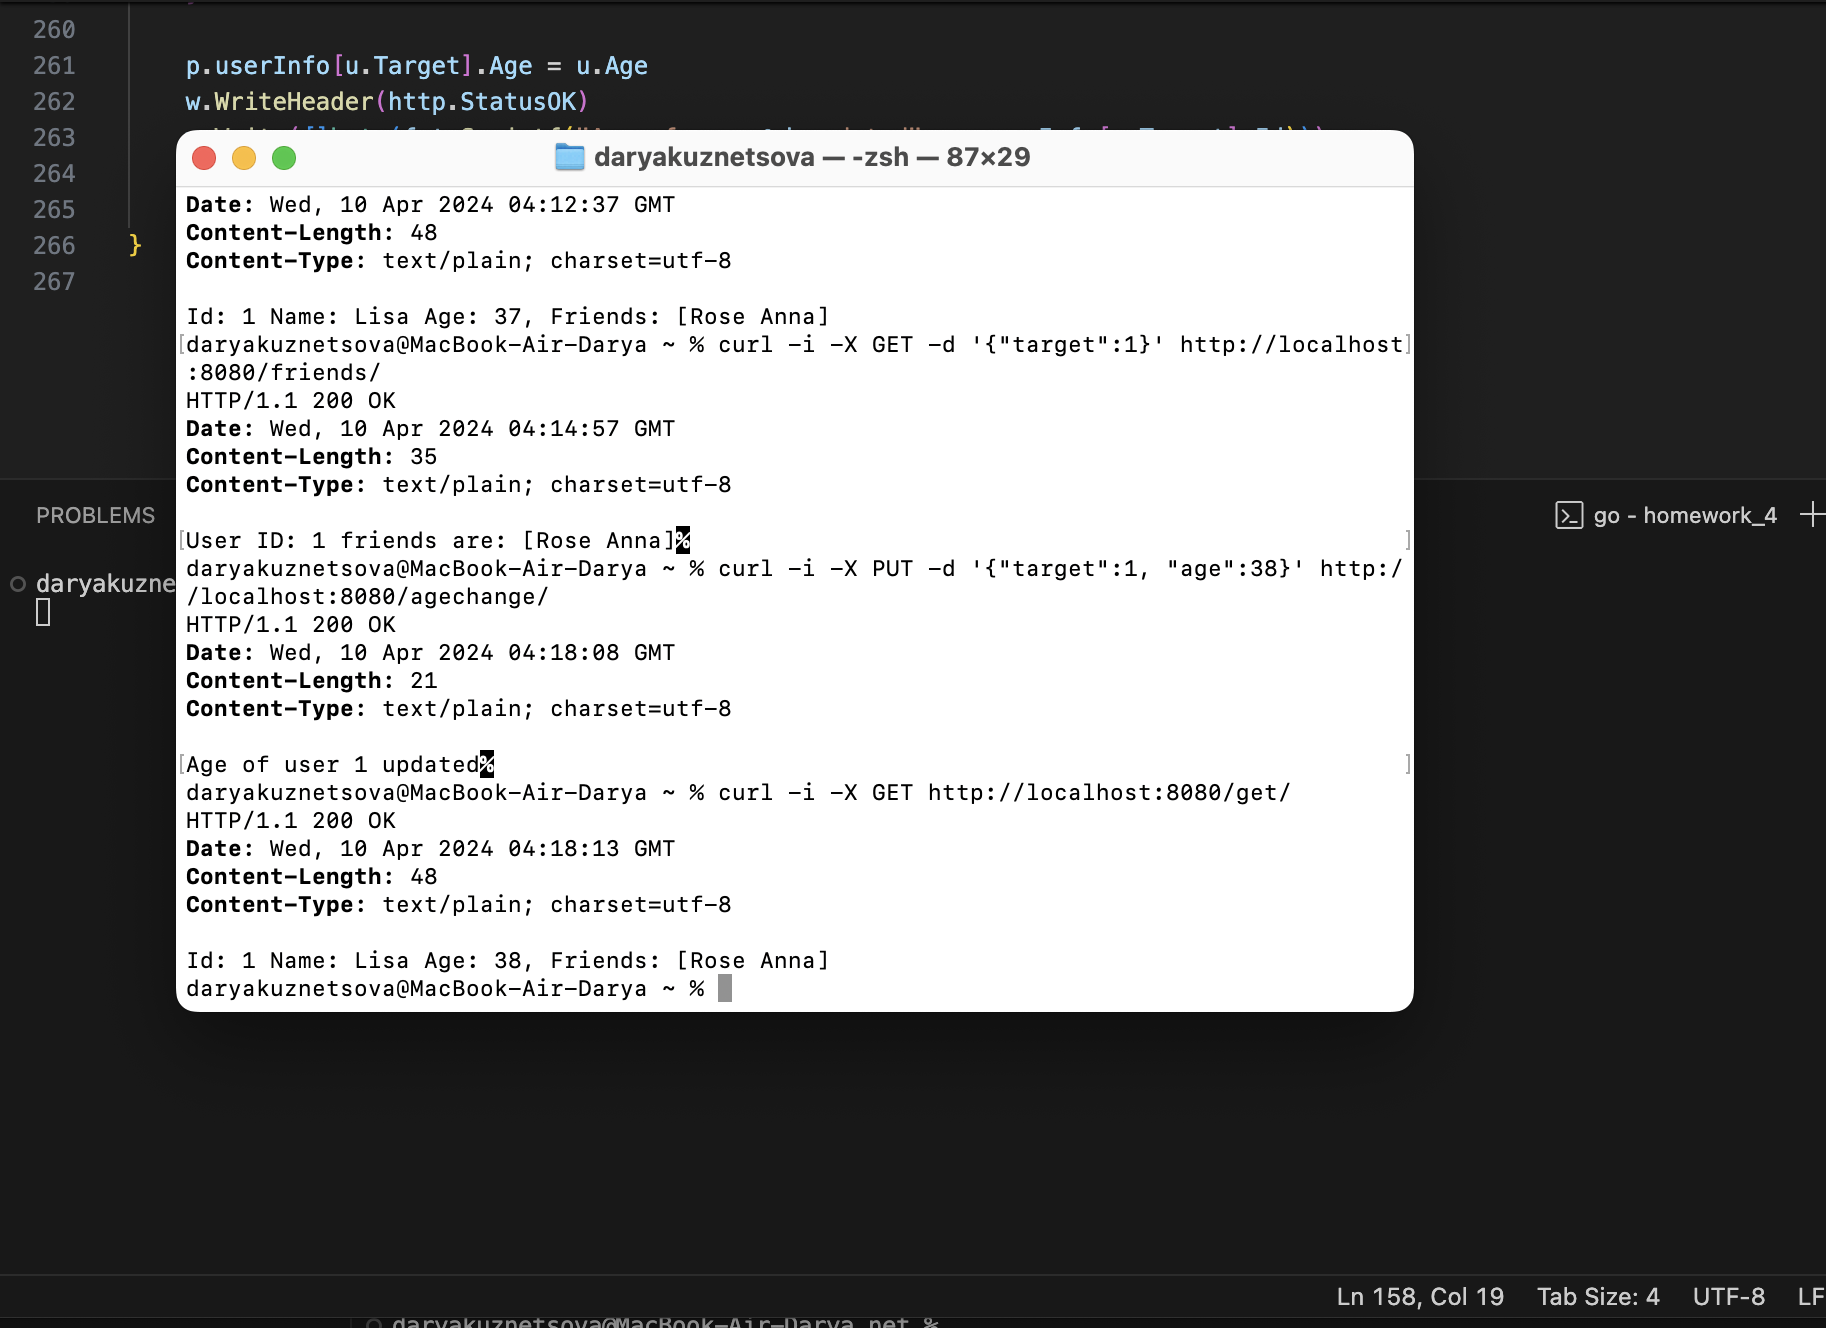 260
261 p.userInfo[u.Target].Age = u.Age
262 w.WriteHeader(http.StatusOK)
263
264
265
266 }
267
daryakuznetsova — -zsh — 87×29
Date: Wed, 10 Apr 2024 04:12:37 GMT
Content-Length: 48
Content-Type: text/plain; charset=utf-8
Id: 1 Name: Lisa Age: 37, Friends: [Rose Anna]
[daryakuznetsova@MacBook-Air-Darya ~ % curl -i -X GET -d '{"target":1}' http://localhost]
:8080/friends/
HTTP/1.1 200 OK
Date: Wed, 10 Apr 2024 04:14:57 GMT
Content-Length: 35
Content-Type: text/plain; charset=utf-8
[User ID: 1 friends are: [Rose Anna]% ]
daryakuznetsova@MacBook-Air-Darya ~ % curl -i -X PUT -d '{"target":1, "age":38}' http:/
/localhost:8080/agechange/
HTTP/1.1 200 OK
Date: Wed, 10 Apr 2024 04:18:08 GMT
Content-Length: 21
Content-Type: text/plain; charset=utf-8
[Age of user 1 updated% ]
daryakuznetsova@MacBook-Air-Darya ~ % curl -i -X GET http://localhost:8080/get/
HTTP/1.1 200 OK
Date: Wed, 10 Apr 2024 04:18:13 GMT
Content-Length: 48
Content-Type: text/plain; charset=utf-8
Id: 1 Name: Lisa Age: 38, Friends: [Rose Anna]
daryakuznetsova@MacBook-Air-Darya ~ %
PROBLEMS
go - homework_4
daryakuzne
Ln 158, Col 19 Tab Size: 4 UTF-8 LF
daryakuznetsova@MacBook-Air-Darya net %